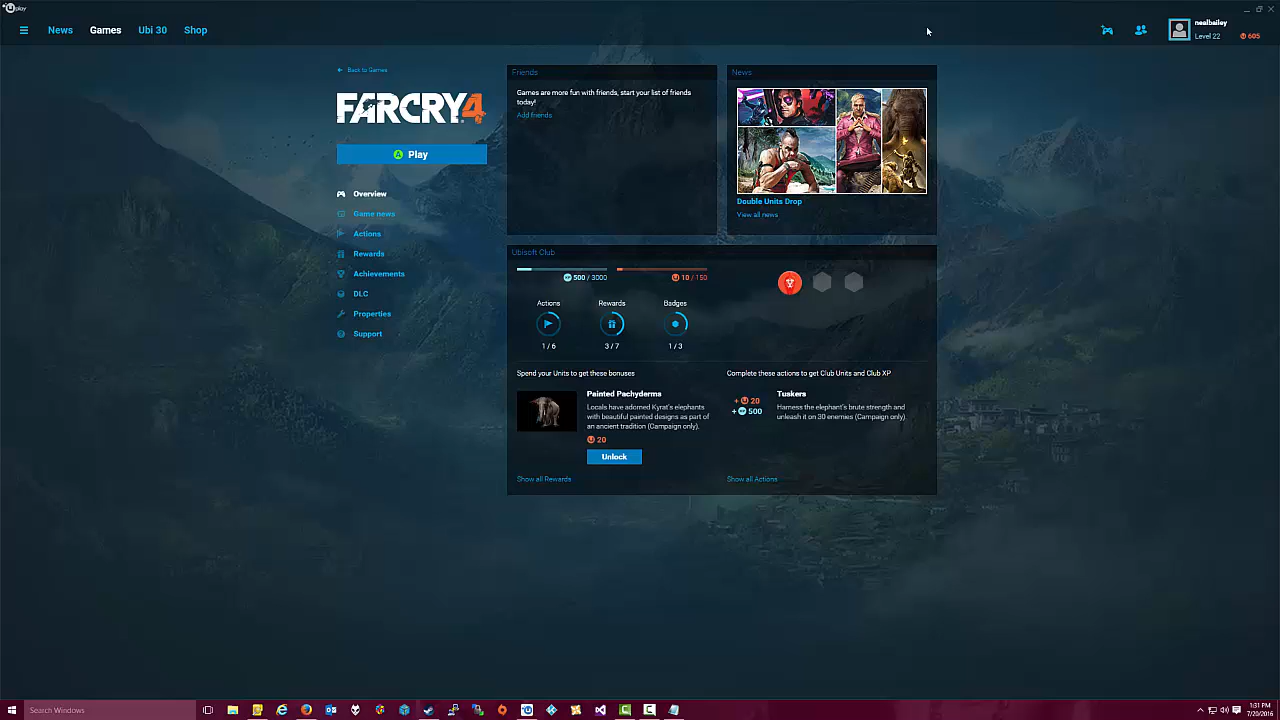 uplay
News Games Ubi 30 Shop
nealbailey
Level 22 605
Back to Games
FARCRY4
Play
Overview
Game news
Actions
Rewards
Achievements
DLC
Properties
Support
Friends
Games are more fun with friends, start your list of friends
today!
Add friends
News
Double Units Drop
View all news
Ubisoft Club
500 / 3000 10 / 150
Actions Rewards Badges
1 / 6 3 / 7 1 / 3
Spend your Units to get these bonuses
Painted Pachyderms
Locals have adorned Kyrat's elephants
with beautiful painted designs as part of
an ancient tradition (Campaign only).
20
Unlock
Show all Rewards
Complete these actions to get Club Units and Club XP
+ 20
+ 500
Tuskers
Harness the elephant's brute strength and
unleash it on 30 enemies (Campaign only).
Show all Actions
Search Windows
1:31 PM
7/20/2016